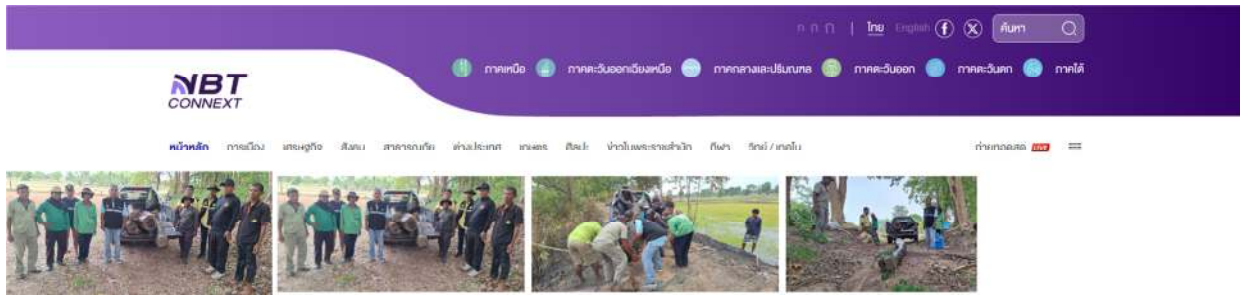 ก ก ก | ไทย English f X ค้นหา
ภาคเหนือ ภาคตะวันออกเฉียงเหนือ ภาคกลางและปริมณฑล ภาคตะวันออก ภาคตะวันตก ภาคใต้
NBT
CONNEXT
หน้าหลัก การเมือง เศรษฐกิจ สังคม สาธารณภัย ต่างประเทศ เกษตร ศิลปะ ข่าวในพระราชสำนัก กีฬา วิทย์ / เทคโน ถ่ายทอดสด LIVE